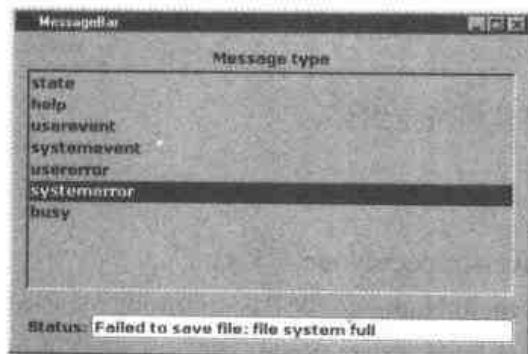 MessageBar
Message type
state
help
userevent
systemevent
usererror
systemerror
busy
Status: Failed to save file: file system full